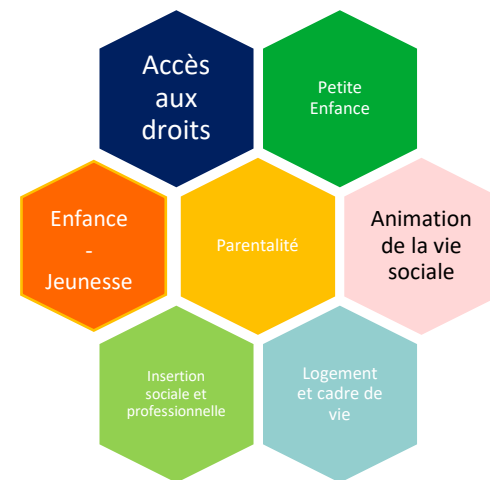 Accès
aux
droits
Petite
Enfance
Enfance
-
Jeunesse
Parentalité
Animation
de la vie
sociale
Insertion
sociale et
professionnelle
Logement
et cadre de
vie